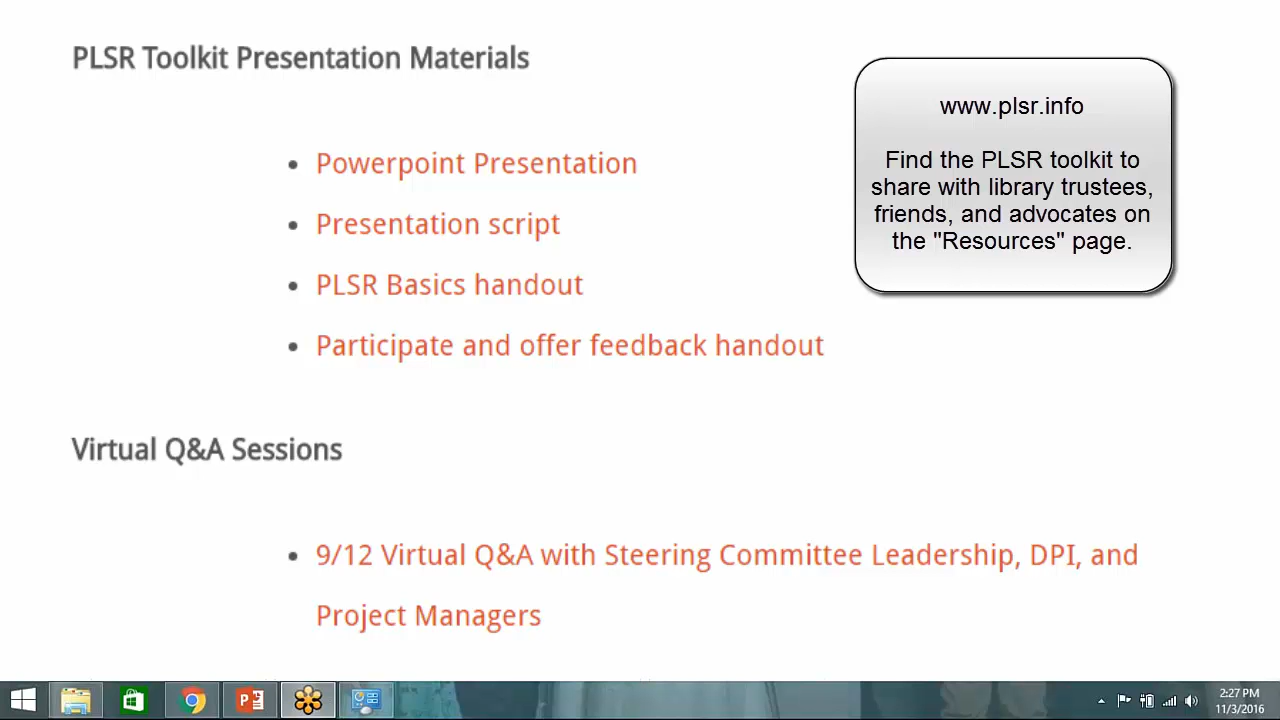 PLSR Toolkit Presentation Materials
www.plsr.info
Find the PLSR toolkit to
share with library trustees,
friends, and advocates on
the "Resources" page.
• Powerpoint Presentation
• Presentation script
• PLSR Basics handout
• Participate and offer feedback handout
Virtual Q&A Sessions
• 9/12 Virtual Q&A with Steering Committee Leadership, DPI, and
Project Managers
2:27 PM
11/3/2016